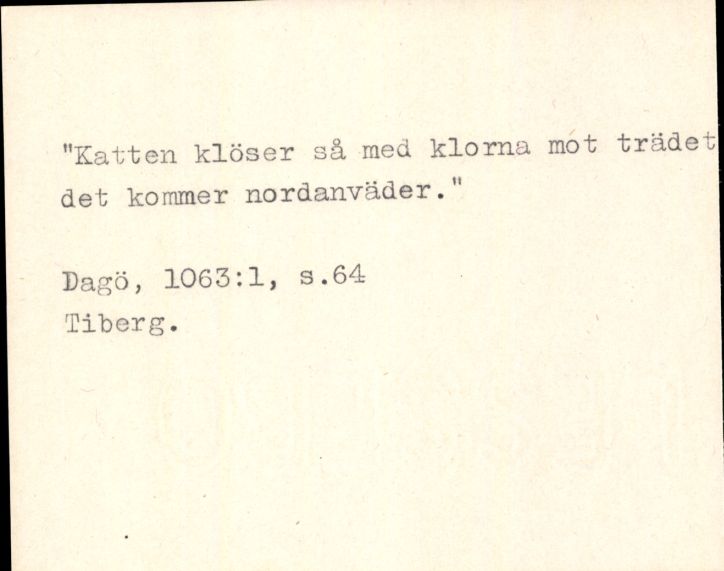 "Katten klöser så med klorna mot trädet
det kommer nordanväder."
Dagö, 1063:1, s.64
Tiberg.